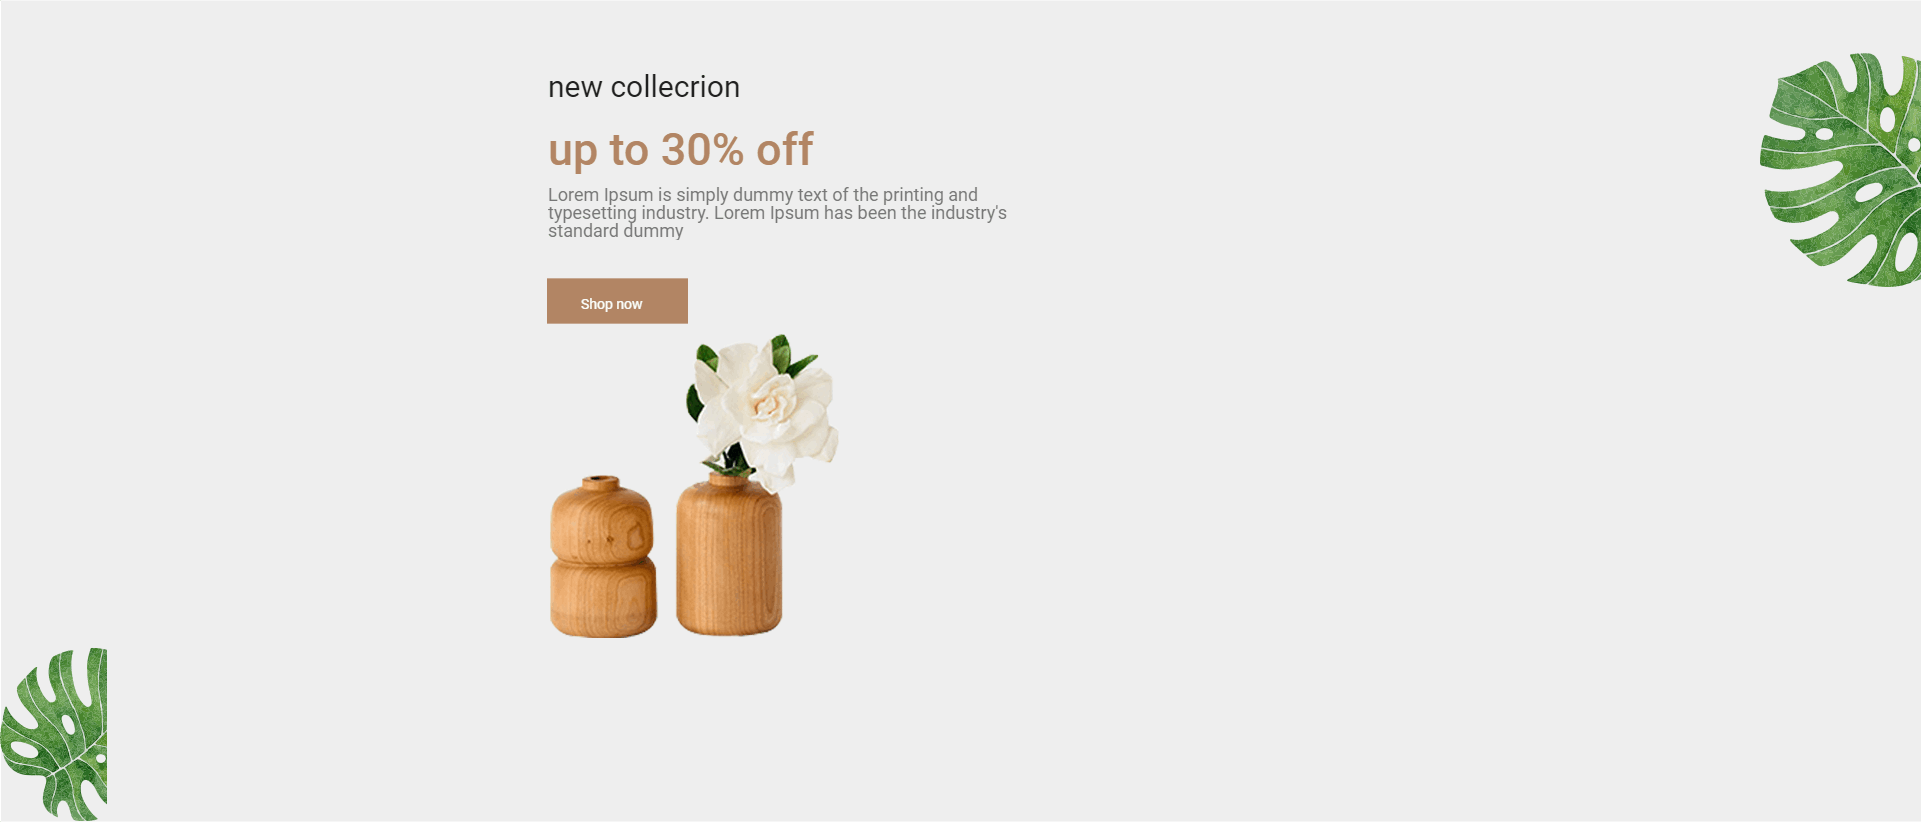 new collecrion
up to 30% off
Lorem Ipsum is simply dummy text of the printing and
typesetting industry. Lorem Ipsum has been the industry's
standard dummy
Shop now